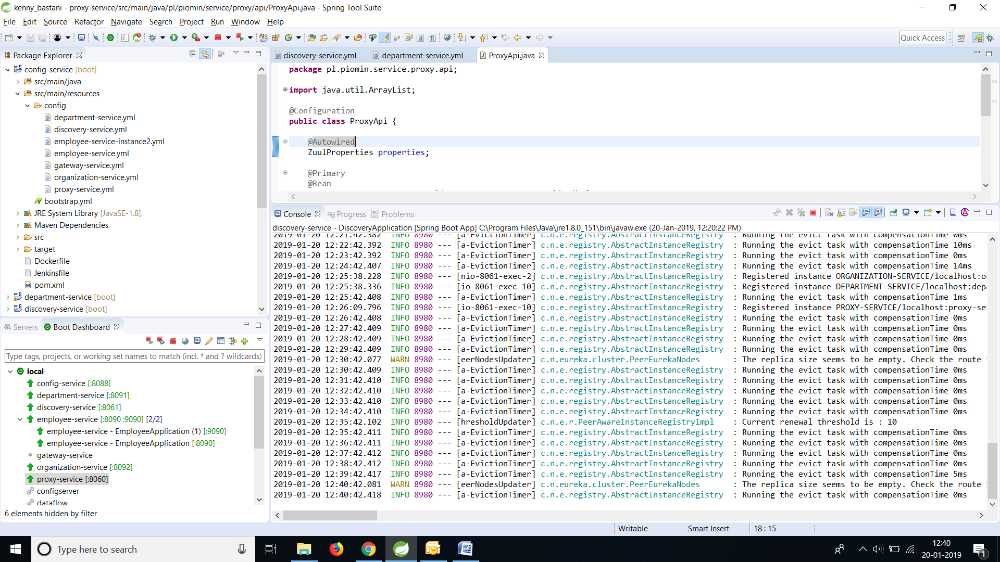 kenny_bastani - proxy-service/src/main/java/pl/piomin/service/proxy/api/ProxyApi.java - Spring Tool Suite
File Edit Source Refactor Navigate Search Project Run Window Help
Quick Access
Package Explorer
config-service [boot]
src/main/java
src/main/resources
config
department-service.yml
discovery-service.yml
employee-service-instance2.yml
employee-service.yml
gateway-service.yml
organization-service.yml
proxy-service.yml
bootstrap.yml
JRE System Library [JavaSE-1.8]
Maven Dependencies
src
target
Dockerfile
Jenkinsfile
pom.xml
department-service [boot]
discovery-service [boot]
Servers Boot Dashboard
Type tags, projects, or working set names to match (incl. * and ? wildcards)
local
config-service [:8088]
department-service [:8091]
discovery-service [:8061]
employee-service [:8090 :9090] [2/2]
employee-service - EmployeeApplication (1) [:9090]
employee-service - EmployeeApplication [:8090]
gateway-service
organization-service [:8092]
proxy-service [:8060]
configserver
dataflow
6 elements hidden by filter
discovery-service.yml department-service.yml ProxyApi.java
package pl.piomin.service.proxy.api;
import java.util.ArrayList;
@Configuration
public class ProxyApi {
@Autowired
ZuulProperties properties;
@Primary
@Bean
Console Progress Problems
discovery-service - DiscoveryApplication [Spring Boot App] C:\Program Files\Java\jre1.8.0_151\bin\javaw.exe (20-Jan-2019, 12:20:22 PM)
2019-01-20 12:21:42.382 INFO 8980 --- [a-EvictionTimer] c.n.e.registry.AbstractInstanceRegistry : Running the evict task with compensationTime 0ms
2019-01-20 12:22:42.392 INFO 8980 --- [a-EvictionTimer] c.n.e.registry.AbstractInstanceRegistry : Running the evict task with compensationTime 10ms
2019-01-20 12:23:42.392 INFO 8980 --- [a-EvictionTimer] c.n.e.registry.AbstractInstanceRegistry : Running the evict task with compensationTime 0ms
2019-01-20 12:24:42.407 INFO 8980 --- [a-EvictionTimer] c.n.e.registry.AbstractInstanceRegistry : Running the evict task with compensationTime 14ms
2019-01-20 12:25:38.228 INFO 8980 --- [nio-8061-exec-2] c.n.e.registry.AbstractInstanceRegistry : Registered instance ORGANIZATION-SERVICE/localhost:o
2019-01-20 12:25:38.336 INFO 8980 --- [io-8061-exec-10] c.n.e.registry.AbstractInstanceRegistry : Registered instance DEPARTMENT-SERVICE/localhost:depa
2019-01-20 12:25:42.408 INFO 8980 --- [a-EvictionTimer] c.n.e.registry.AbstractInstanceRegistry : Running the evict task with compensationTime 1ms
2019-01-20 12:26:09.796 INFO 8980 --- [io-8061-exec-10] c.n.e.registry.AbstractInstanceRegistry : Registered instance PROXY-SERVICE/localhost:proxy-se
2019-01-20 12:26:42.408 INFO 8980 --- [a-EvictionTimer] c.n.e.registry.AbstractInstanceRegistry : Running the evict task with compensationTime 0ms
2019-01-20 12:27:42.409 INFO 8980 --- [a-EvictionTimer] c.n.e.registry.AbstractInstanceRegistry : Running the evict task with compensationTime 0ms
2019-01-20 12:28:42.409 INFO 8980 --- [a-EvictionTimer] c.n.e.registry.AbstractInstanceRegistry : Running the evict task with compensationTime 0ms
2019-01-20 12:29:42.409 INFO 8980 --- [a-EvictionTimer] c.n.e.registry.AbstractInstanceRegistry : Running the evict task with compensationTime 0ms
2019-01-20 12:30:42.077 WARN 8980 --- [eerNodesUpdater] c.n.eureka.cluster.PeerEurekaNodes : The replica size seems to be empty. Check the route
2019-01-20 12:30:42.409 INFO 8980 --- [a-EvictionTimer] c.n.e.registry.AbstractInstanceRegistry : Running the evict task with compensationTime 0ms
2019-01-20 12:31:42.410 INFO 8980 --- [a-EvictionTimer] c.n.e.registry.AbstractInstanceRegistry : Running the evict task with compensationTime 0ms
2019-01-20 12:32:42.410 INFO 8980 --- [a-EvictionTimer] c.n.e.registry.AbstractInstanceRegistry : Running the evict task with compensationTime 0ms
2019-01-20 12:33:42.410 INFO 8980 --- [a-EvictionTimer] c.n.e.registry.AbstractInstanceRegistry : Running the evict task with compensationTime 0ms
2019-01-20 12:34:42.410 INFO 8980 --- [a-EvictionTimer] c.n.e.registry.AbstractInstanceRegistry : Running the evict task with compensationTime 0ms
2019-01-20 12:35:42.102 INFO 8980 --- [hresholdUpdater] c.n.e.r.PeerAwareInstanceRegistryImpl : Current renewal threshold is : 10
2019-01-20 12:35:42.411 INFO 8980 --- [a-EvictionTimer] c.n.e.registry.AbstractInstanceRegistry : Running the evict task with compensationTime 0ms
2019-01-20 12:36:42.411 INFO 8980 --- [a-EvictionTimer] c.n.e.registry.AbstractInstanceRegistry : Running the evict task with compensationTime 0ms
2019-01-20 12:37:42.412 INFO 8980 --- [a-EvictionTimer] c.n.e.registry.AbstractInstanceRegistry : Running the evict task with compensationTime 0ms
2019-01-20 12:38:42.412 INFO 8980 --- [a-EvictionTimer] c.n.e.registry.AbstractInstanceRegistry : Running the evict task with compensationTime 0ms
2019-01-20 12:39:42.417 INFO 8980 --- [a-EvictionTimer] c.n.e.registry.AbstractInstanceRegistry : Running the evict task with compensationTime 5ms
2019-01-20 12:40:42.081 WARN 8980 --- [eerNodesUpdater] c.n.eureka.cluster.PeerEurekaNodes : The replica size seems to be empty. Check the route
2019-01-20 12:40:42.418 INFO 8980 --- [a-EvictionTimer] c.n.e.registry.AbstractInstanceRegistry : Running the evict task with compensationTime 0ms
Writable Smart Insert 18 : 15
Type here to search
12:40
20-01-2019
1